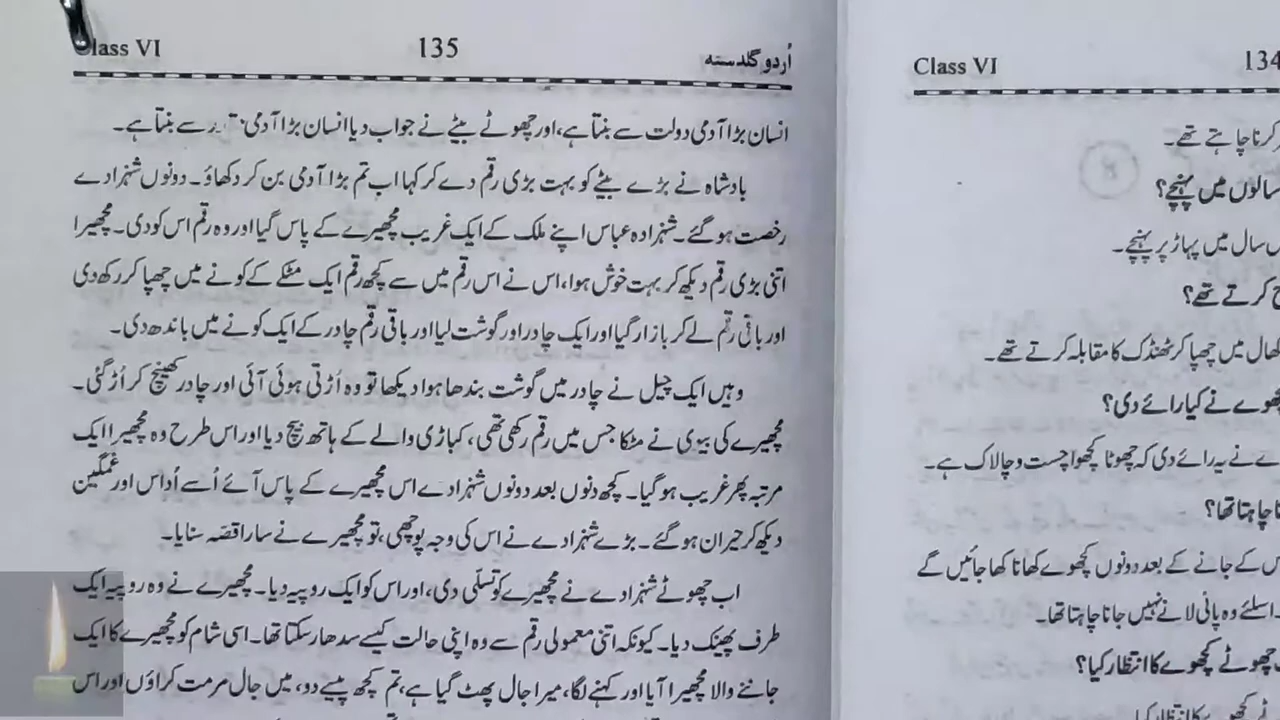 Class VI 135 اُردو گلدستہ
انسان بڑا آدمی دولت سے بنتا ہے، اور چھوٹے بیٹے نے جواب دیا انسان بڑا آدمی سے بنتا ہے۔
بادشاہ نے بڑے بیٹے کو بہت بڑی رقم دے کر کہا اب تم بڑا آدمی بن کر دکھاؤ۔ دونوں شہزادے
رخصت ہو گئے۔ شہزادہ عباس اپنے ملک کے ایک غریب مچھیرے کے پاس گیا اور وہ رقم اس کو دی۔ مچھیرا
اتنی بڑی رقم دیکھ کر بہت خوش ہوا، اس نے اس رقم میں سے کچھ رقم ایک مٹکے کے کونے میں چھپا کر رکھ دی
اور باقی رقم لے کر بازار گیا اور ایک چادر اور گوشت لیا اور باقی رقم چادر کے ایک کونے میں باندھ دی۔
وہیں ایک چیل نے چادر میں گوشت بندھا ہوا دیکھا تو وہ اُڑتی ہوئی آئی اور چادر کھینچ کر اُڑ گئی۔
مچھیرے کی بیوی نے مٹکا جس میں رقم رکھی تھی، کباڑی والے کے ہاتھ بیچ دیا اور اس طرح وہ مچھیرا ایک
مرتبہ پھر غریب ہو گیا۔ کچھ دنوں بعد دونوں شہزادے اس مچھیرے کے پاس آئے اُسے اُداس اور غمگین
دیکھ کر حیران ہو گئے۔ بڑے شہزادے نے اس کی وجہ پوچھی، تو مچھیرے نے سارا قصّہ سنایا۔
اب چھوٹے شہزادے نے مچھیرے کو تسلّی دی، اور اس کو ایک روپیہ دیا۔ مچھیرے نے وہ روپیہ ایک
طرف پھینک دیا۔ کیونکہ اتنی معمولی رقم سے وہ اپنی حالت کیسے سدھار سکتا تھا۔ اسی شام کو مچھیرے کا ایک
جاننے والا مچھیرا آیا اور کہنے لگا، میرا جال پھٹ گیا ہے، تم کچھ پیسے دو، میں جال مرمت کراؤں اور اس
Class VI 134
کرنا چاہتے تھے۔
8
سالوں میں پہنچے؟
سال میں پہاڑ پر پہنچے۔
کرتے تھے؟
کھال میں چھپا کر ٹھنڈک کا مقابلہ کرتے تھے۔
کچھوے نے کیا رائے دی؟
نے یہ رائے دی کہ چھوٹا کچھوا چست و چالاک ہے۔
چاہتا تھا؟
کے جانے کے بعد دونوں کچھوے کھانا کھا جائیں گے
اسلئے وہ پانی لانے نہیں جانا چاہتا تھا۔
چھوٹے کچھوے کا انتظار کیا؟